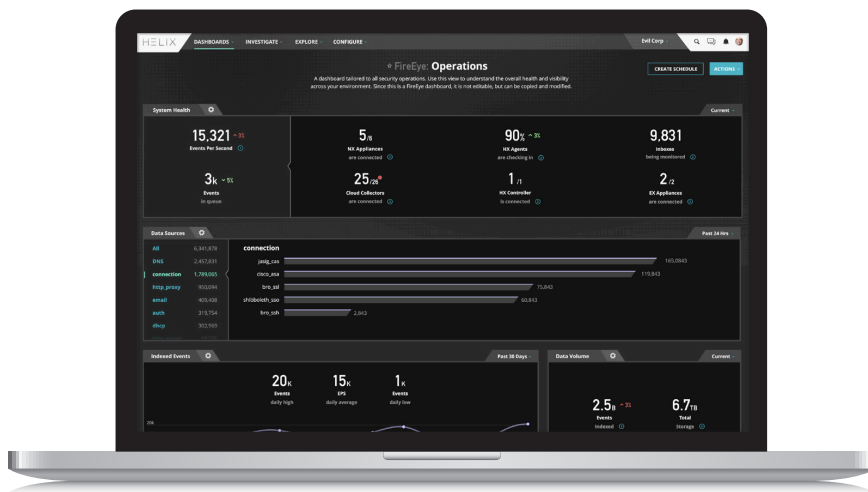 HELIX
DASHBOARDS
INVESTIGATE
EXPLORE
CONFIGURE
Evil Corp
FireEye: Operations
A dashboard tailored to all security operations. Use this view to understand the overall health and visibility
across your environment. Since this is a FireEye dashboard, it is not editable, but can be copied and modified.
CREATE SCHEDULE
ACTIONS
System Health
Current
15,321 3%
Events Per Second
3k 5%
Events
in queue
5/6
NX Appliances
are connected
90% 3%
HX Agents
are checking in
9,831
Inboxes
being monitored
25/26
Cloud Collectors
are connected
1/1
HX Controller
is connected
2/2
EX Appliances
are connected
Data Sources
Past 24 Hrs
All 6,341,878
DNS 2,457,831
connection 1,789,065
http_proxy 950,094
email 409,488
auth 319,754
dhcp 302,969
connection
jasig_cas 165,0843
cisco_asa 119,843
bro_ssl 75,843
shibboleth_sso 60,843
bro_ssh 2,843
Indexed Events
Past 30 Days
20K
Events
daily high
15K
EPS
daily average
1K
Events
daily low
20k
Data Volume
Current
2.5B 3%
Events
Indexed
6.7TB
Total
Storage